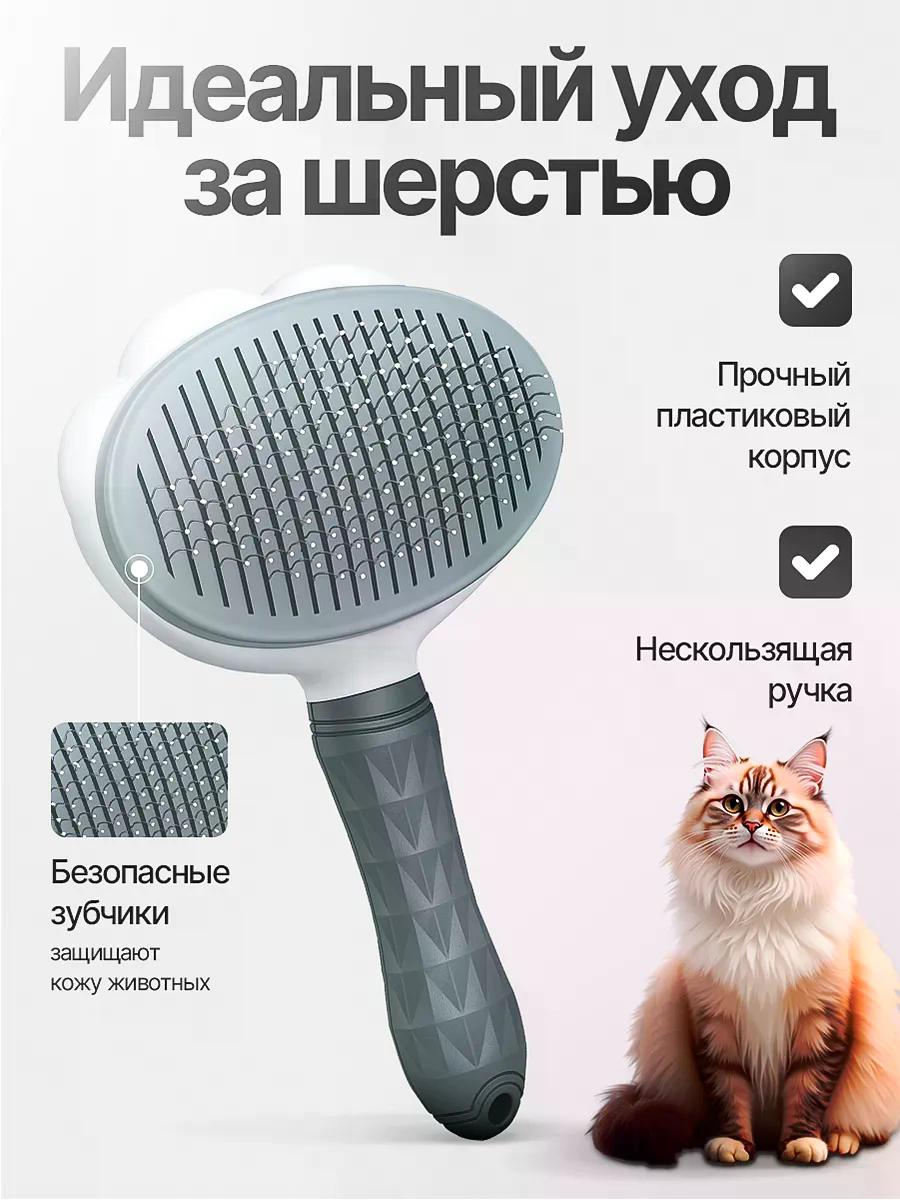 Идеальный уход
за шерстью
Прочный
пластиковый
корпус
Нескользящая
ручка
Безопасные
зубчики
защищают
кожу животных